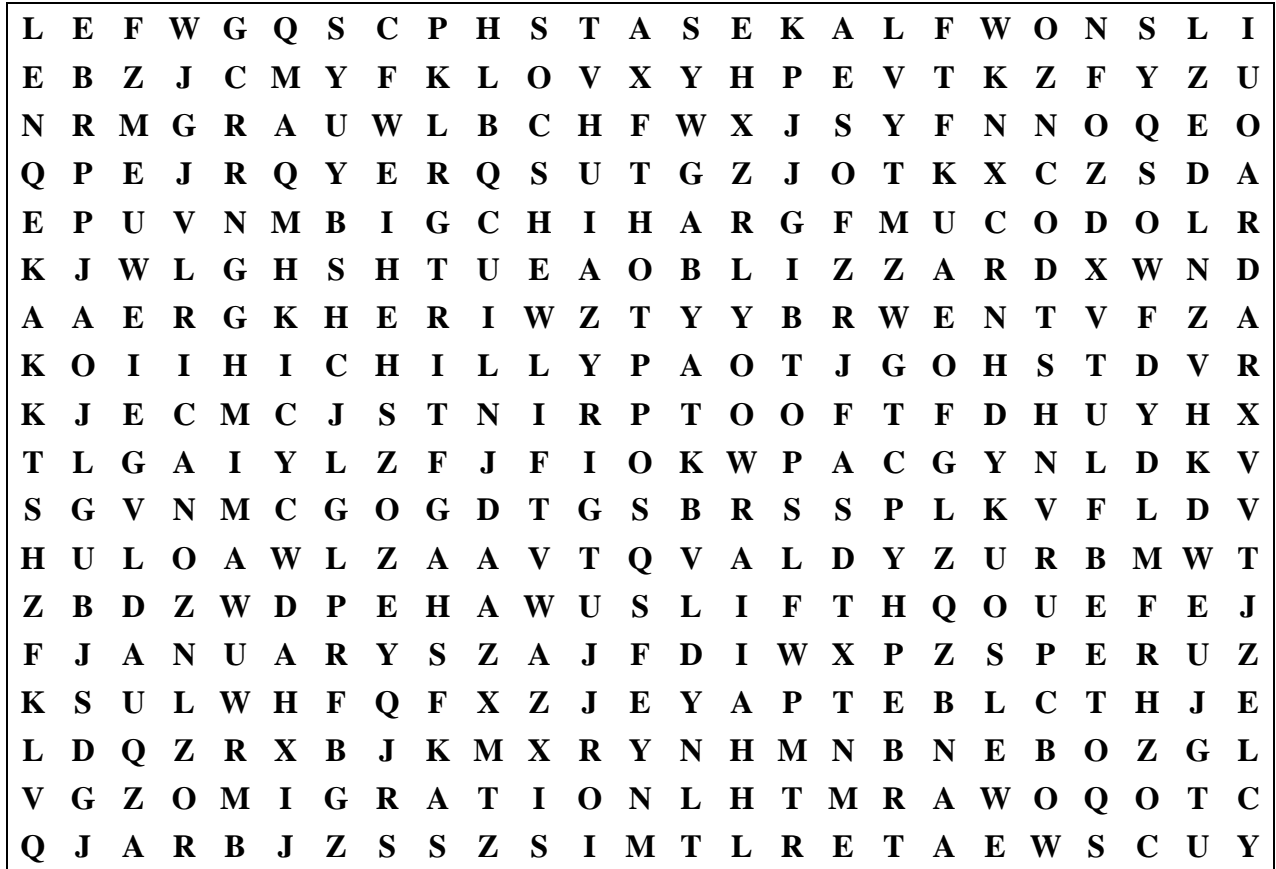 L E F W G Q S C P H S T A S E K A L F W O N S L I
E B Z J C M Y F K L O V X Y H P E V T K Z F Y Z U
N R M G R A U W L B C H F W X J S Y F N N O Q E O
Q P E J R Q Y E R Q S U T G Z J O T K X C Z S D A
E P U V N M B I G C H I H A R G F M U C O D O L R
K J W L G H S H T U E A O B L I Z Z A R D X W N D
A A E R G K H E R I W Z T Y Y B R W E N T V F Z A
K O I I H I C H I L L Y P A O T J G O H S T D V R
K J E C M C J S T N I R P T O O F T F D H U Y H X
T L G A I Y L Z F J F I O K W P A C G Y N L D K V
S G V N M C G O G D T G S B R S S P L K V F L D V
H U L O A W L Z A A V T Q V A L D Y Z U R B M W T
Z B D Z W D P E H A W U S L I F T H Q O U E F E J
F J A N U A R Y S Z A J F D I W X P Z S P E R U Z
K S U L W H F Q F X Z J E Y A P T E B L C T H J E
L D Q Z R X B J K M X R Y N H M N B N E B O Z G L
V G Z O M I G R A T I O N L H T M R A W O Q O T C
Q J A R B J Z S S Z S I M T L R E T A E W S C U Y